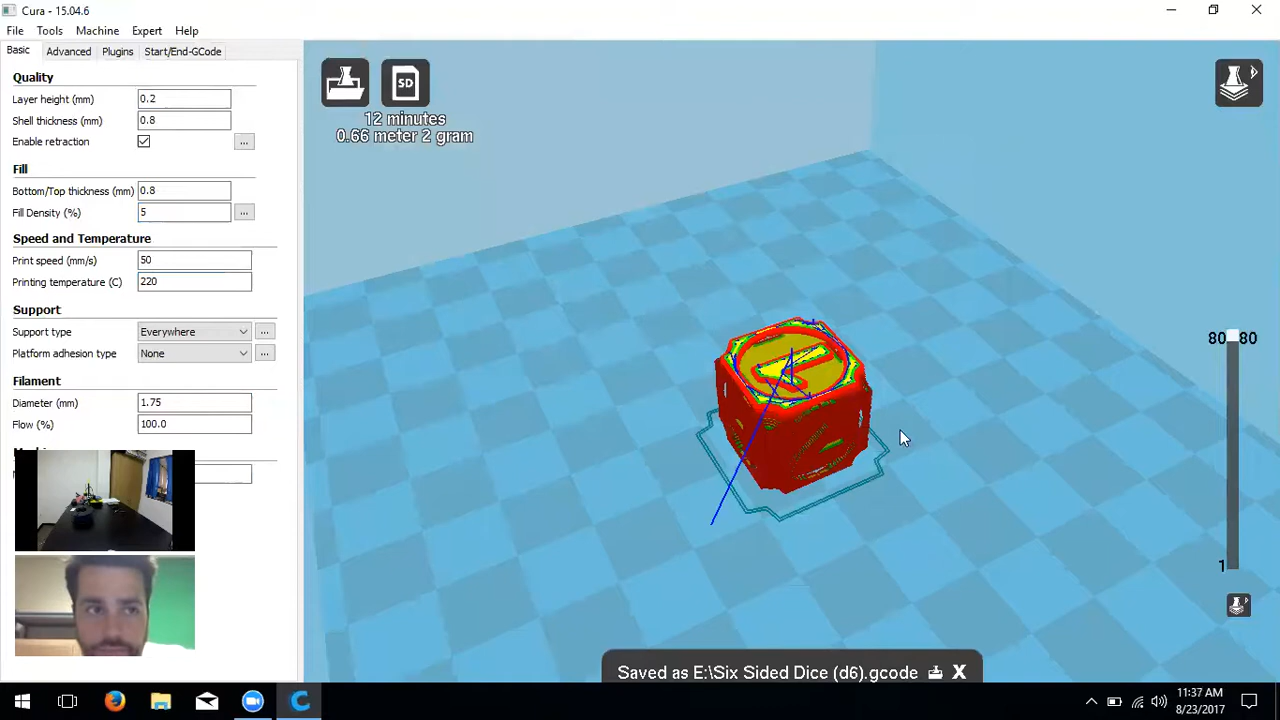 Cura - 15.04.6
File Tools Machine Expert Help
Basic Advanced Plugins Start/End-GCode
Quality
Layer height (mm) 0.2
Shell thickness (mm) 0.8
Enable retraction ...
Fill
Bottom/Top thickness (mm) 0.8
Fill Density (%) 5 ...
Speed and Temperature
Print speed (mm/s) 50
Printing temperature (C) 220
Support
Support type Everywhere ...
Platform adhesion type None ...
Filament
Diameter (mm) 1.75
Flow (%) 100.0
SD
12 minutes
0.66 meter 2 gram
80 80
1
Saved as E:\Six Sided Dice (d6).gcode
11:37 AM
8/23/2017